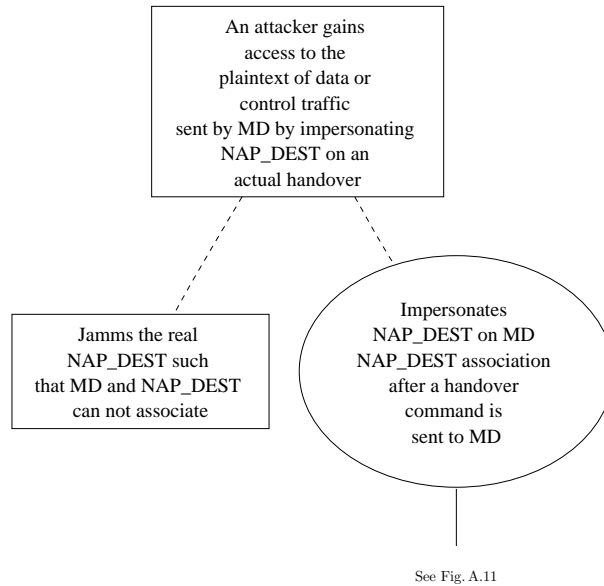 An attacker gains
access to the
plaintext of data or
control traffic
sent by MD by impersonating
NAP_DEST on an
actual handover
Jamms the real
NAP_DEST such
that MD and NAP_DEST
can not associate
Impersonates
NAP_DEST on MD
NAP_DEST association
after a handover
command is
sent to MD
See Fig. A.11